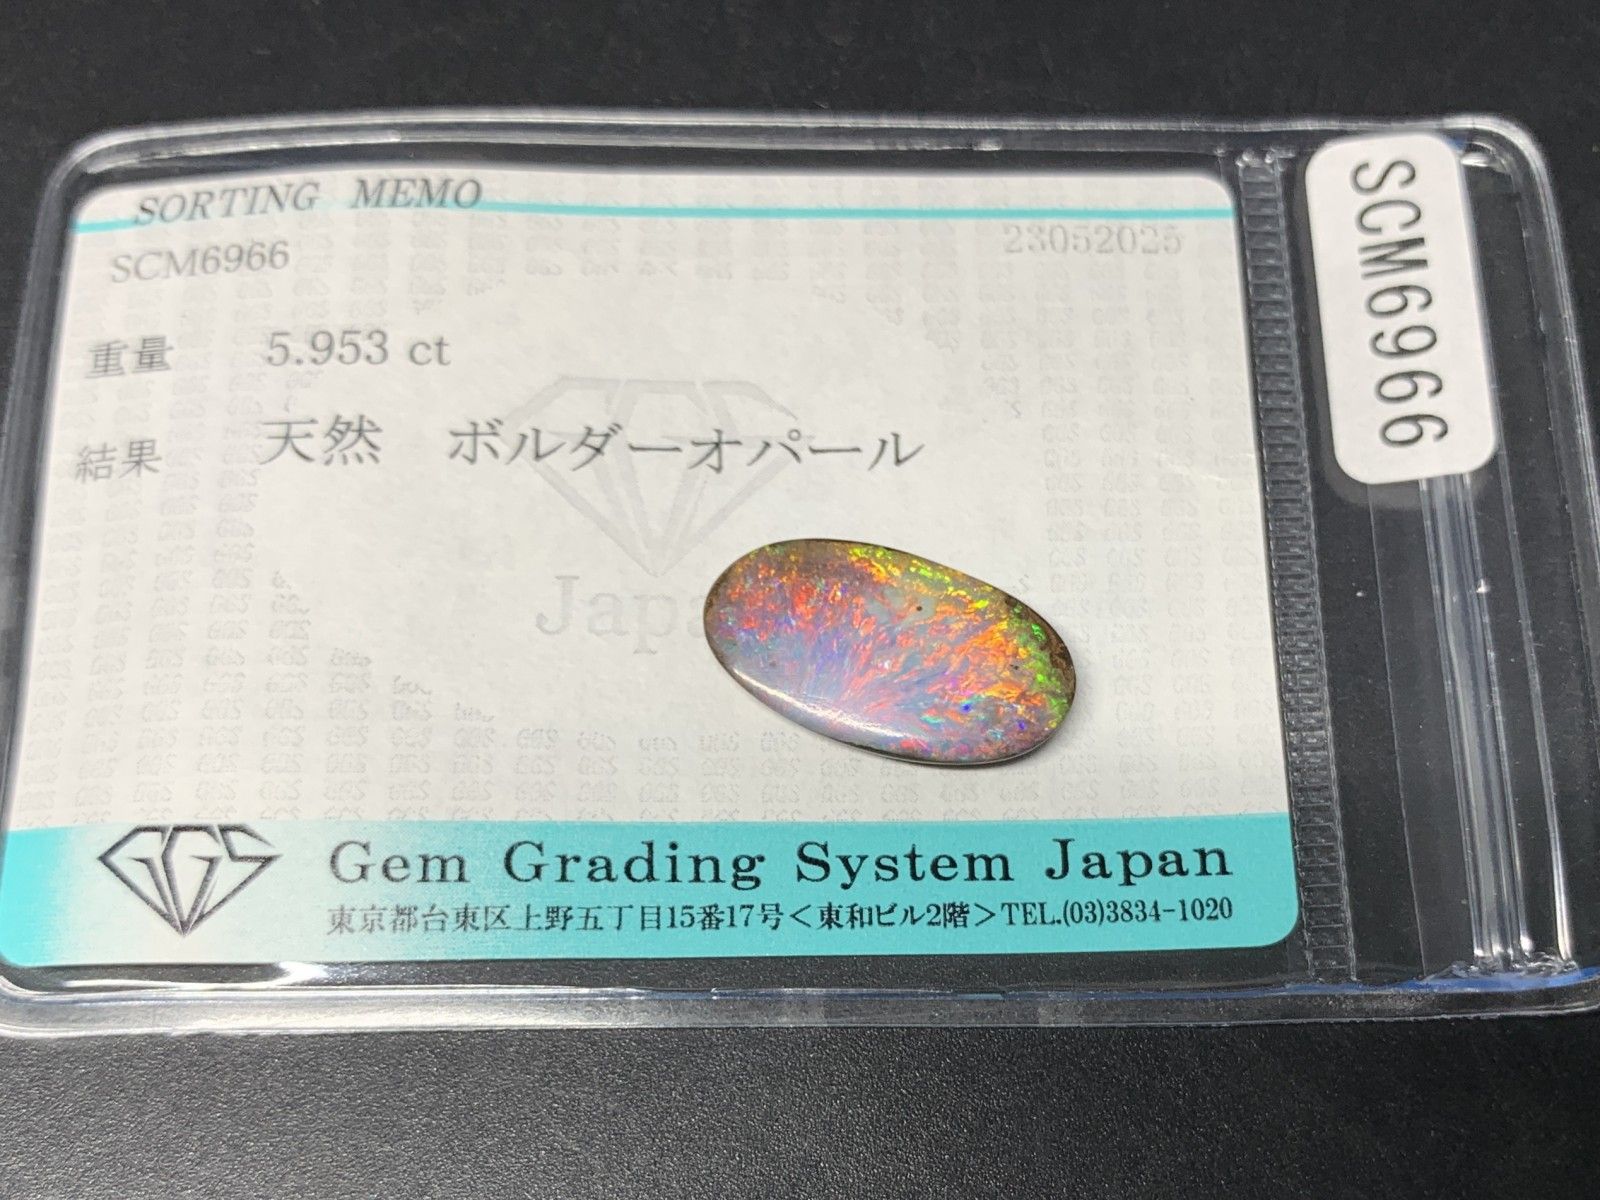 SORTING MEMO
SCM6966
23052025
重量 5.953 ct
結果 天然 ボルダーオパール
Japa
GGS
Gem Grading System Japan
東京都台東区上野五丁目15番17号<東和ビル2階>TEL.(03)3834-1020
SCM6966